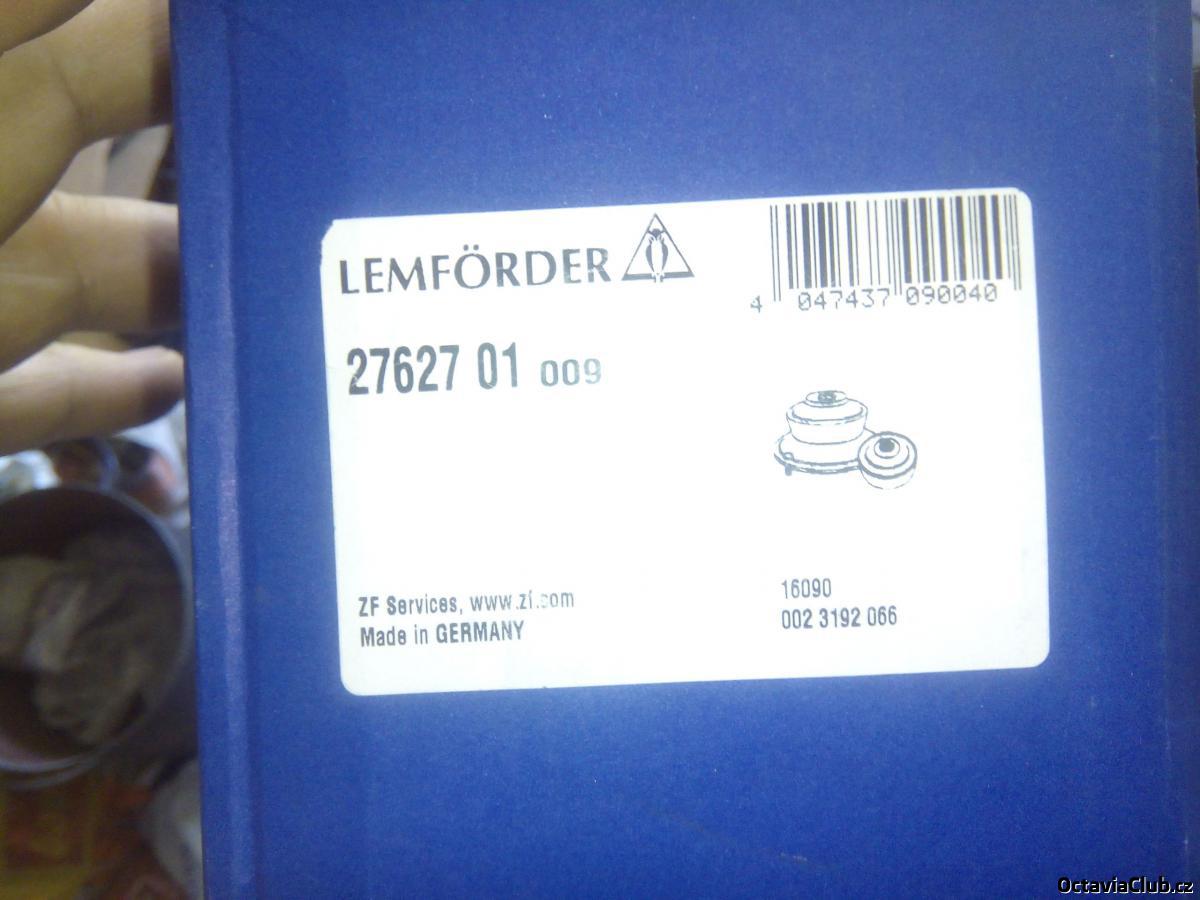 LEMFÖRDER
4 047437 090040
27627 01 009
ZF Services, www.zf.com
Made in GERMANY
16090
002 3192 066
OctaviaClub.cz